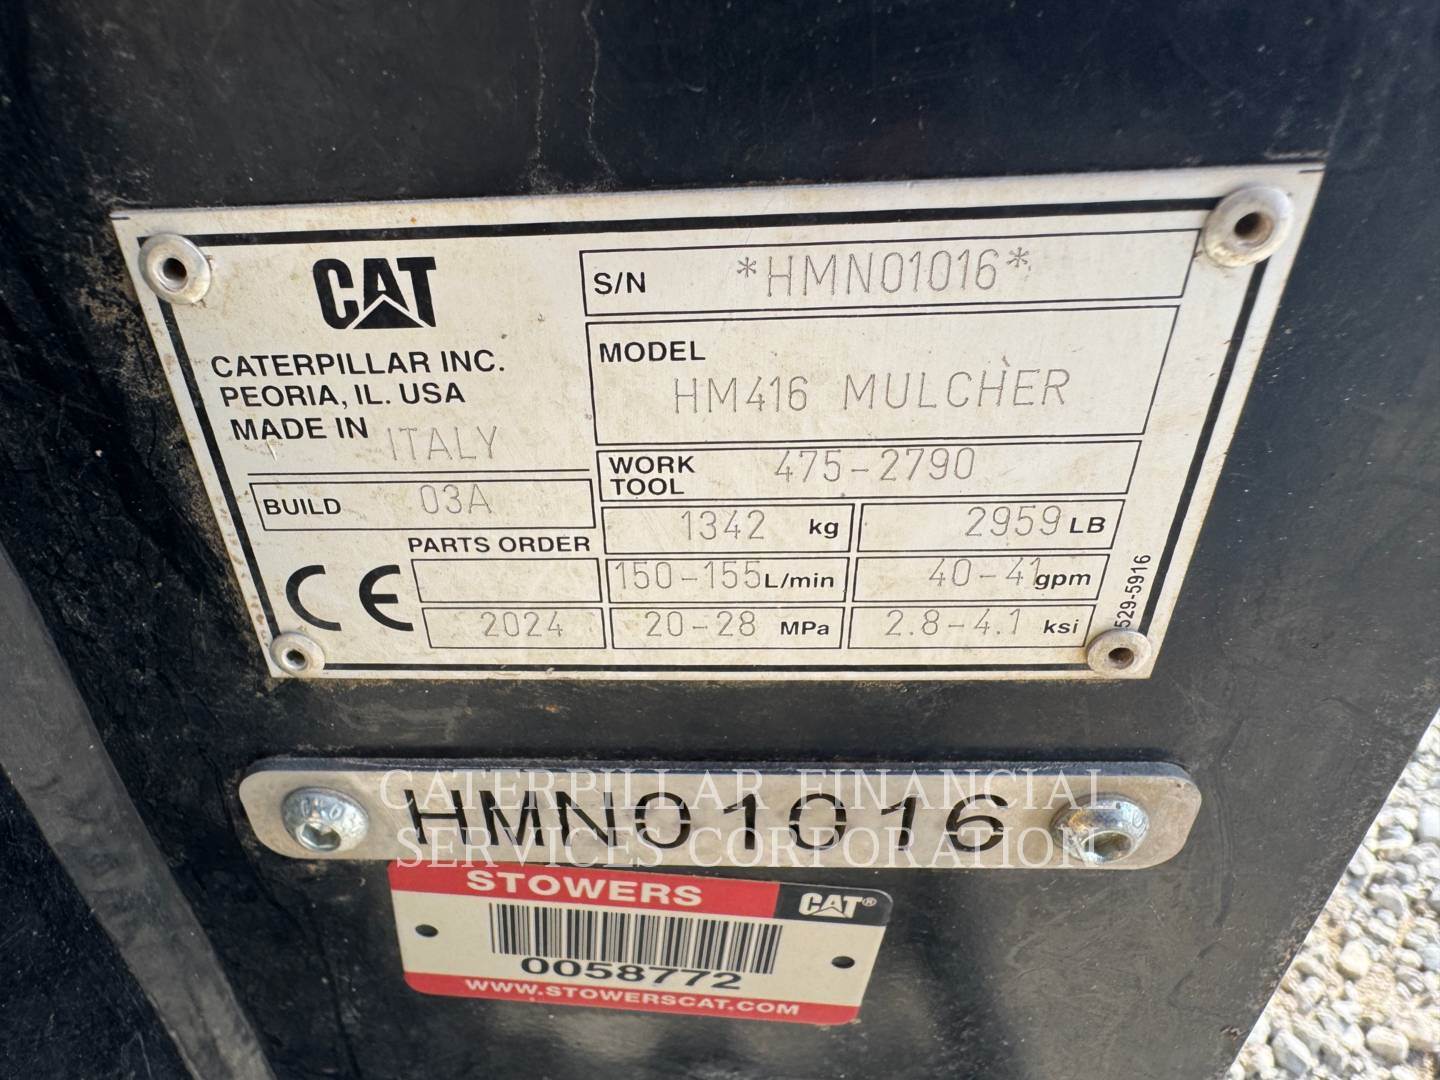 CAT
CATERPILLAR INC.
PEORIA, IL. USA
MADE IN ITALY
BUILD 03A
PARTS ORDER
CE
2024
S/N *HMN01016*
MODEL
HM416 MULCHER
WORK TOOL 475-2790
1342 kg 2959 LB
150-155 L/min 40-41 gpm
20-28 MPa 2.8-4.1 ksi
529-5916
HMN01016
CATERPILLAR FINANCIAL
SERVICES CORPORATION
STOWERS CAT®
0058772
WWW.STOWERSCAT.COM